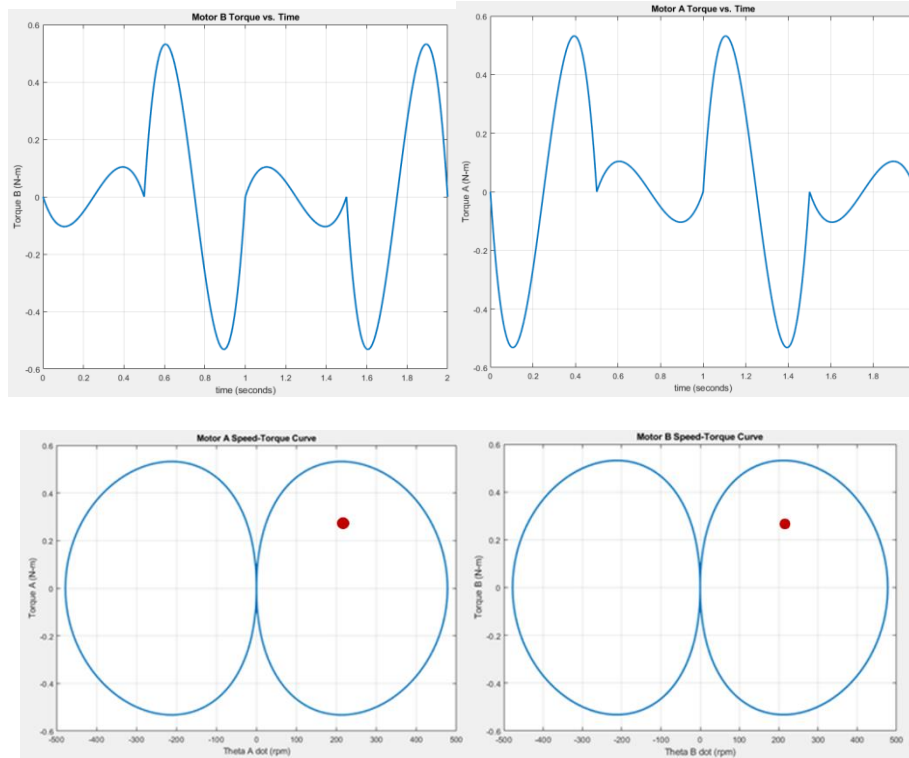 Motor B Torque vs. Time
0.6
0.4
0.2
0
-0.2
-0.4
-0.6
Torque B (N-m)
0 0.2 0.4 0.6 0.8 1 1.2 1.4 1.6 1.8 2
time (seconds)
Motor A Torque vs. Time
0.6
0.4
0.2
0
-0.2
-0.4
-0.6
Torque A (N-m)
0 0.2 0.4 0.6 0.8 1 1.2 1.4 1.6 1.8
time (seconds)
Motor A Speed-Torque Curve
0.6
0.4
0.2
0
-0.2
-0.4
-0.6
Torque A (N-m)
-500 -400 -300 -200 -100 0 100 200 300 400 500
Theta A dot (rpm)
Motor B Speed-Torque Curve
0.6
0.4
0.2
0
-0.2
-0.4
-0.6
Torque B (N-m)
-500 -400 -300 -200 -100 0 100 200 300 400 500
Theta B dot (rpm)